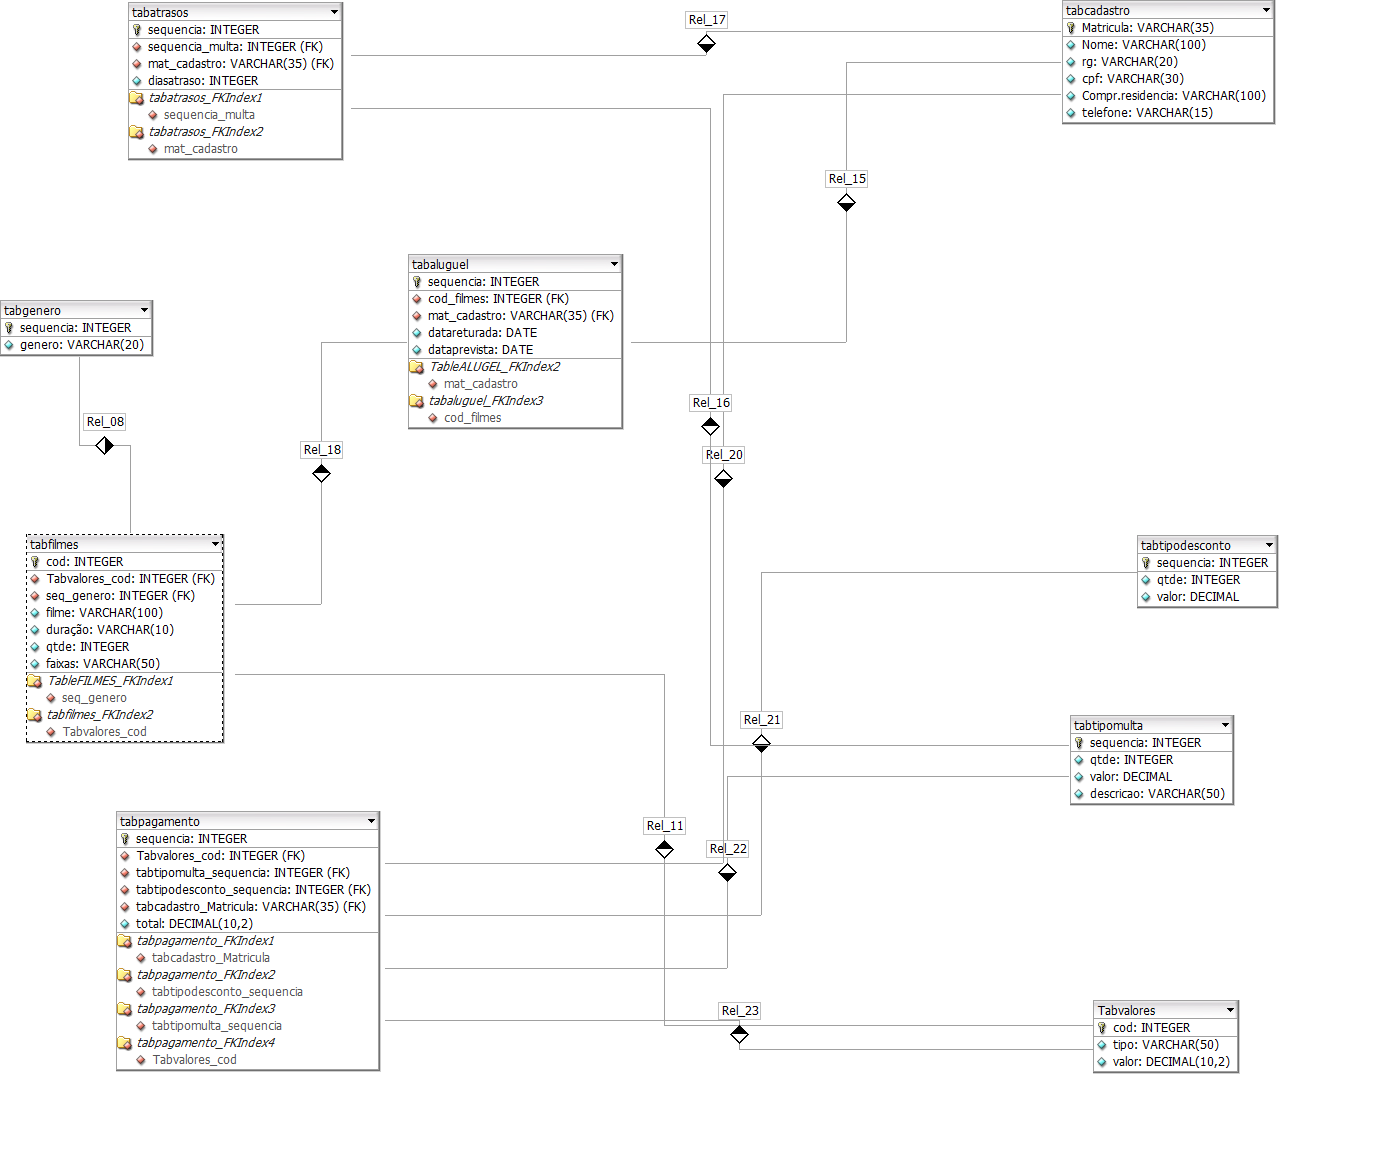 tabatrasos
sequencia: INTEGER
sequencia_multa: INTEGER (FK)
mat_cadastro: VARCHAR(35) (FK)
diasatraso: INTEGER
tabatrasos_FKIndex1
sequencia_multa
tabatrasos_FKIndex2
mat_cadastro
Rel_17
tabcadastro
Matricula: VARCHAR(35)
Nome: VARCHAR(100)
rg: VARCHAR(20)
cpf: VARCHAR(30)
Compr.residencia: VARCHAR(100)
telefone: VARCHAR(15)
Rel_15
tabaluguel
sequencia: INTEGER
cod_filmes: INTEGER (FK)
mat_cadastro: VARCHAR(35) (FK)
datareturada: DATE
dataprevista: DATE
TableALUGEL_FKIndex2
mat_cadastro
tabaluguel_FKIndex3
cod_filmes
tabgenero
sequencia: INTEGER
genero: VARCHAR(20)
Rel_08
Rel_18
Rel_16
Rel_20
tabfilmes
cod: INTEGER
Tabvalores_cod: INTEGER (FK)
seq_genero: INTEGER (FK)
filme: VARCHAR(100)
duração: VARCHAR(10)
qtde: INTEGER
faixas: VARCHAR(50)
TableFILMES_FKIndex1
seq_genero
tabfilmes_FKIndex2
Tabvalores_cod
tabtipodesconto
sequencia: INTEGER
qtde: INTEGER
valor: DECIMAL
Rel_21
tabtipomulta
sequencia: INTEGER
qtde: INTEGER
valor: DECIMAL
descricao: VARCHAR(50)
Rel_11
Rel_22
tabpagamento
sequencia: INTEGER
Tabvalores_cod: INTEGER (FK)
tabtipomulta_sequencia: INTEGER (FK)
tabtipodesconto_sequencia: INTEGER (FK)
tabcadastro_Matricula: VARCHAR(35) (FK)
total: DECIMAL(10,2)
tabpagamento_FKIndex1
tabcadastro_Matricula
tabpagamento_FKIndex2
tabtipodesconto_sequencia
tabpagamento_FKIndex3
tabtipomulta_sequencia
tabpagamento_FKIndex4
Tabvalores_cod
Rel_23
Tabvalores
cod: INTEGER
tipo: VARCHAR(50)
valor: DECIMAL(10,2)